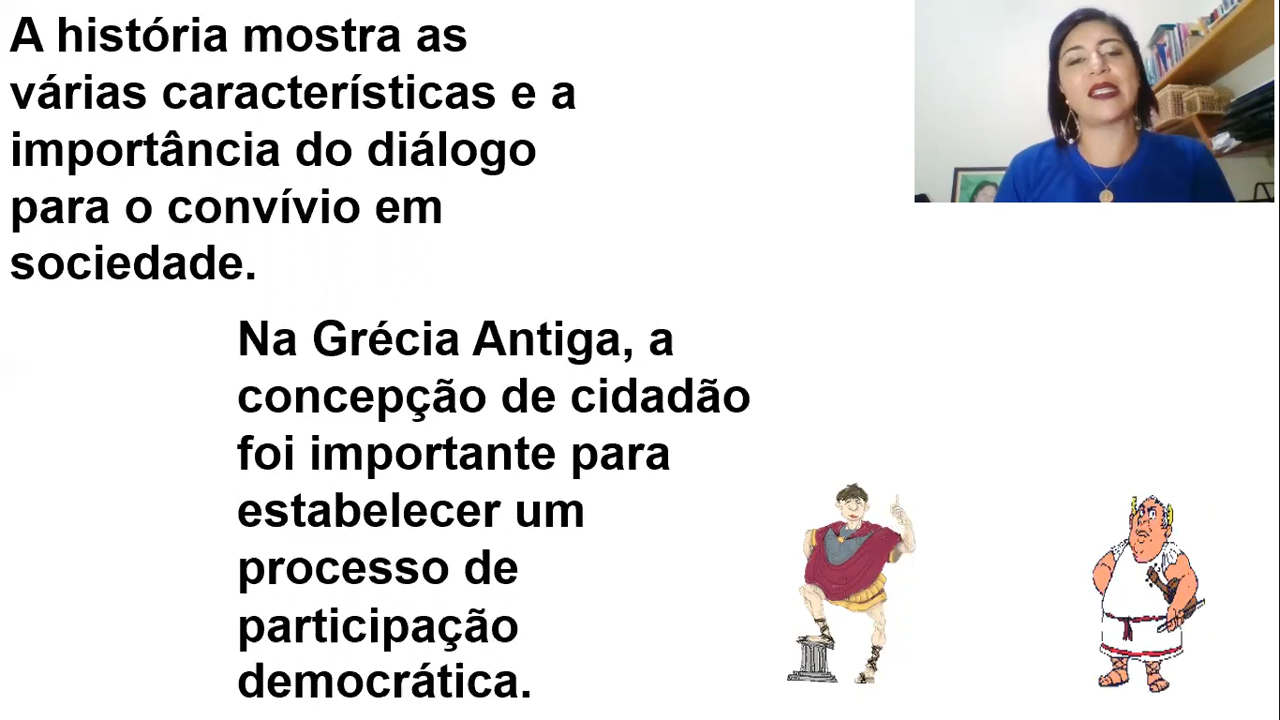 A história mostra as
várias características e a
importância do diálogo
para o convívio em
sociedade.
Na Grécia Antiga, a
concepção de cidadão
foi importante para
estabelecer um
processo de
participação
democrática.